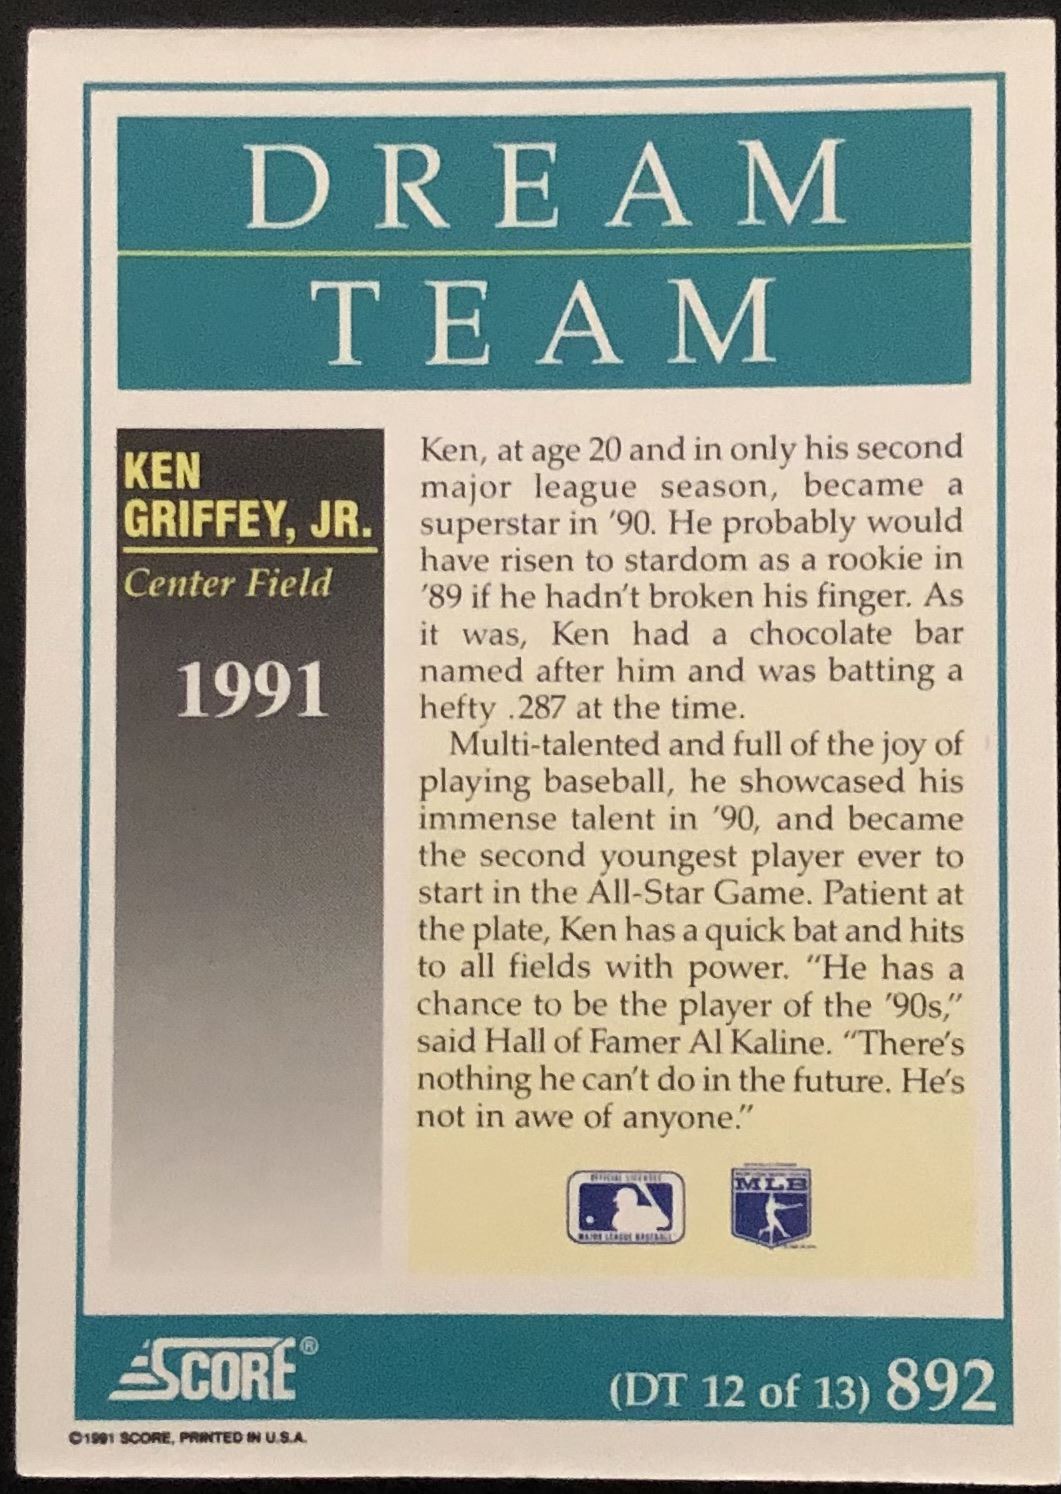 DREAM
TEAM
KEN
GRIFFEY, JR.
Center Field
1991
Ken, at age 20 and in only his second
major league season, became a
superstar in '90. He probably would
have risen to stardom as a rookie in
'89 if he hadn't broken his finger. As
it was, Ken had a chocolate bar
named after him and was batting a
hefty .287 at the time.
Multi-talented and full of the joy of
playing baseball, he showcased his
immense talent in '90, and became
the second youngest player ever to
start in the All-Star Game. Patient at
the plate, Ken has a quick bat and hits
to all fields with power. "He has a
chance to be the player of the '90s,"
said Hall of Famer Al Kaline. "There's
nothing he can't do in the future. He's
not in awe of anyone."
OFFICIAL LICENSEE
MAJOR LEAGUE BASEBALL
MLB
SCORE®
(DT 12 of 13) 892
©1991 SCORE, PRINTED IN U.S.A.